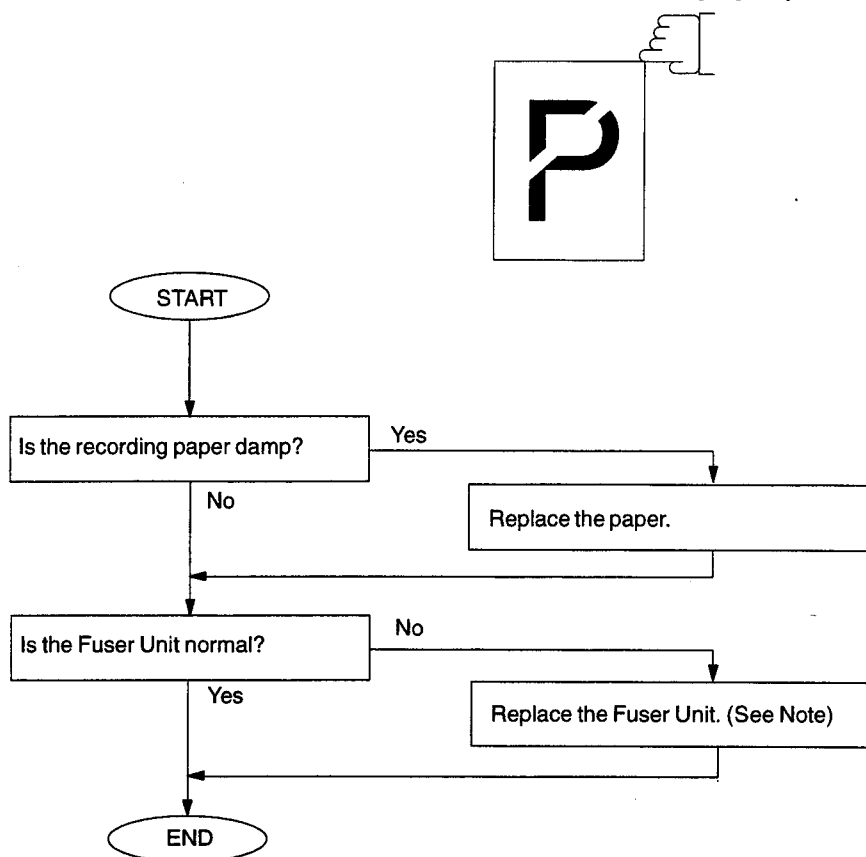 P
START
Is the recording paper damp?
Yes
No
Replace the paper.
Is the Fuser Unit normal?
No
Yes
Replace the Fuser Unit. (See Note)
END